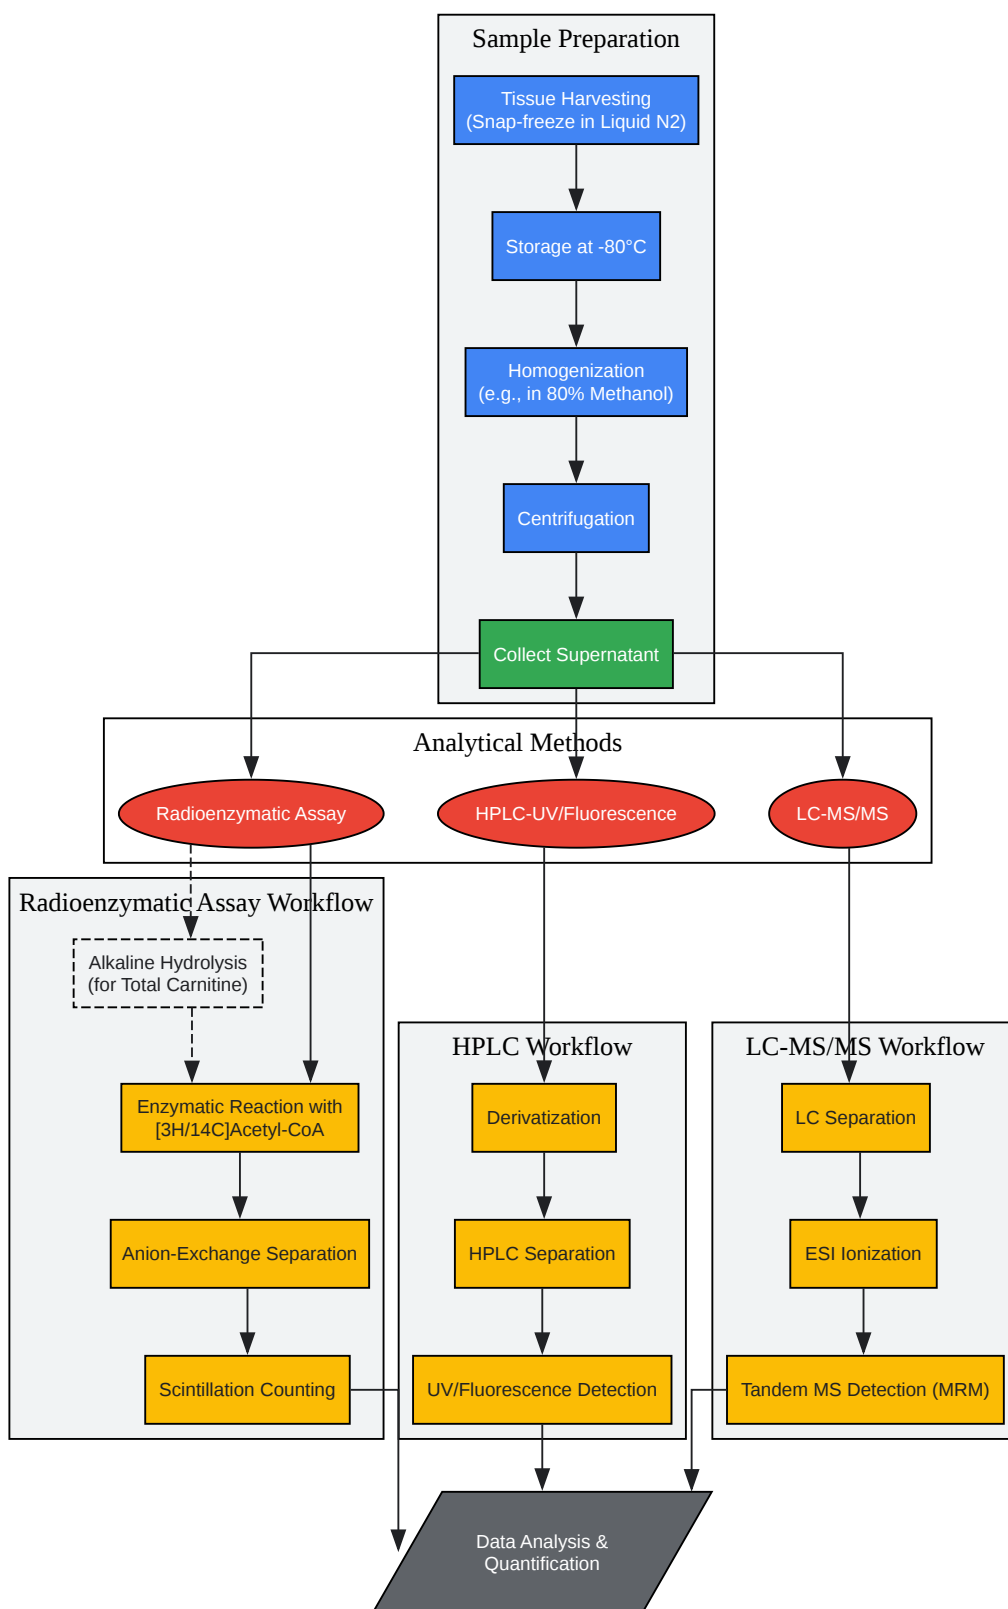 Sample Preparation
Tissue Harvesting
(Snap-freeze in Liquid N2)
Storage at -80°C
Homogenization
(e.g., in 80% Methanol)
Centrifugation
Collect Supernatant
Analytical Methods
Radioenzymatic Assay
HPLC-UV/Fluorescence
LC-MS/MS
Radioenzymatic Assay Workflow
Alkaline Hydrolysis
(for Total Carnitine)
Enzymatic Reaction with
[3H/14C]Acetyl-CoA
Anion-Exchange Separation
Scintillation Counting
HPLC Workflow
Derivatization
HPLC Separation
UV/Fluorescence Detection
LC-MS/MS Workflow
LC Separation
ESI Ionization
Tandem MS Detection (MRM)
Data Analysis &
Quantification